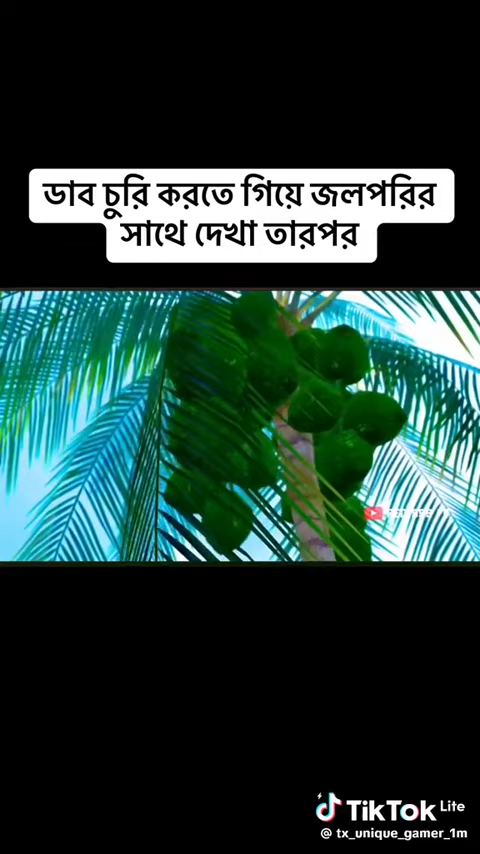 ডাব চুরি করতে গিয়ে জলপরির
সাথে দেখা তারপর
TikTok Lite
@ tx_unique_gamer_1m